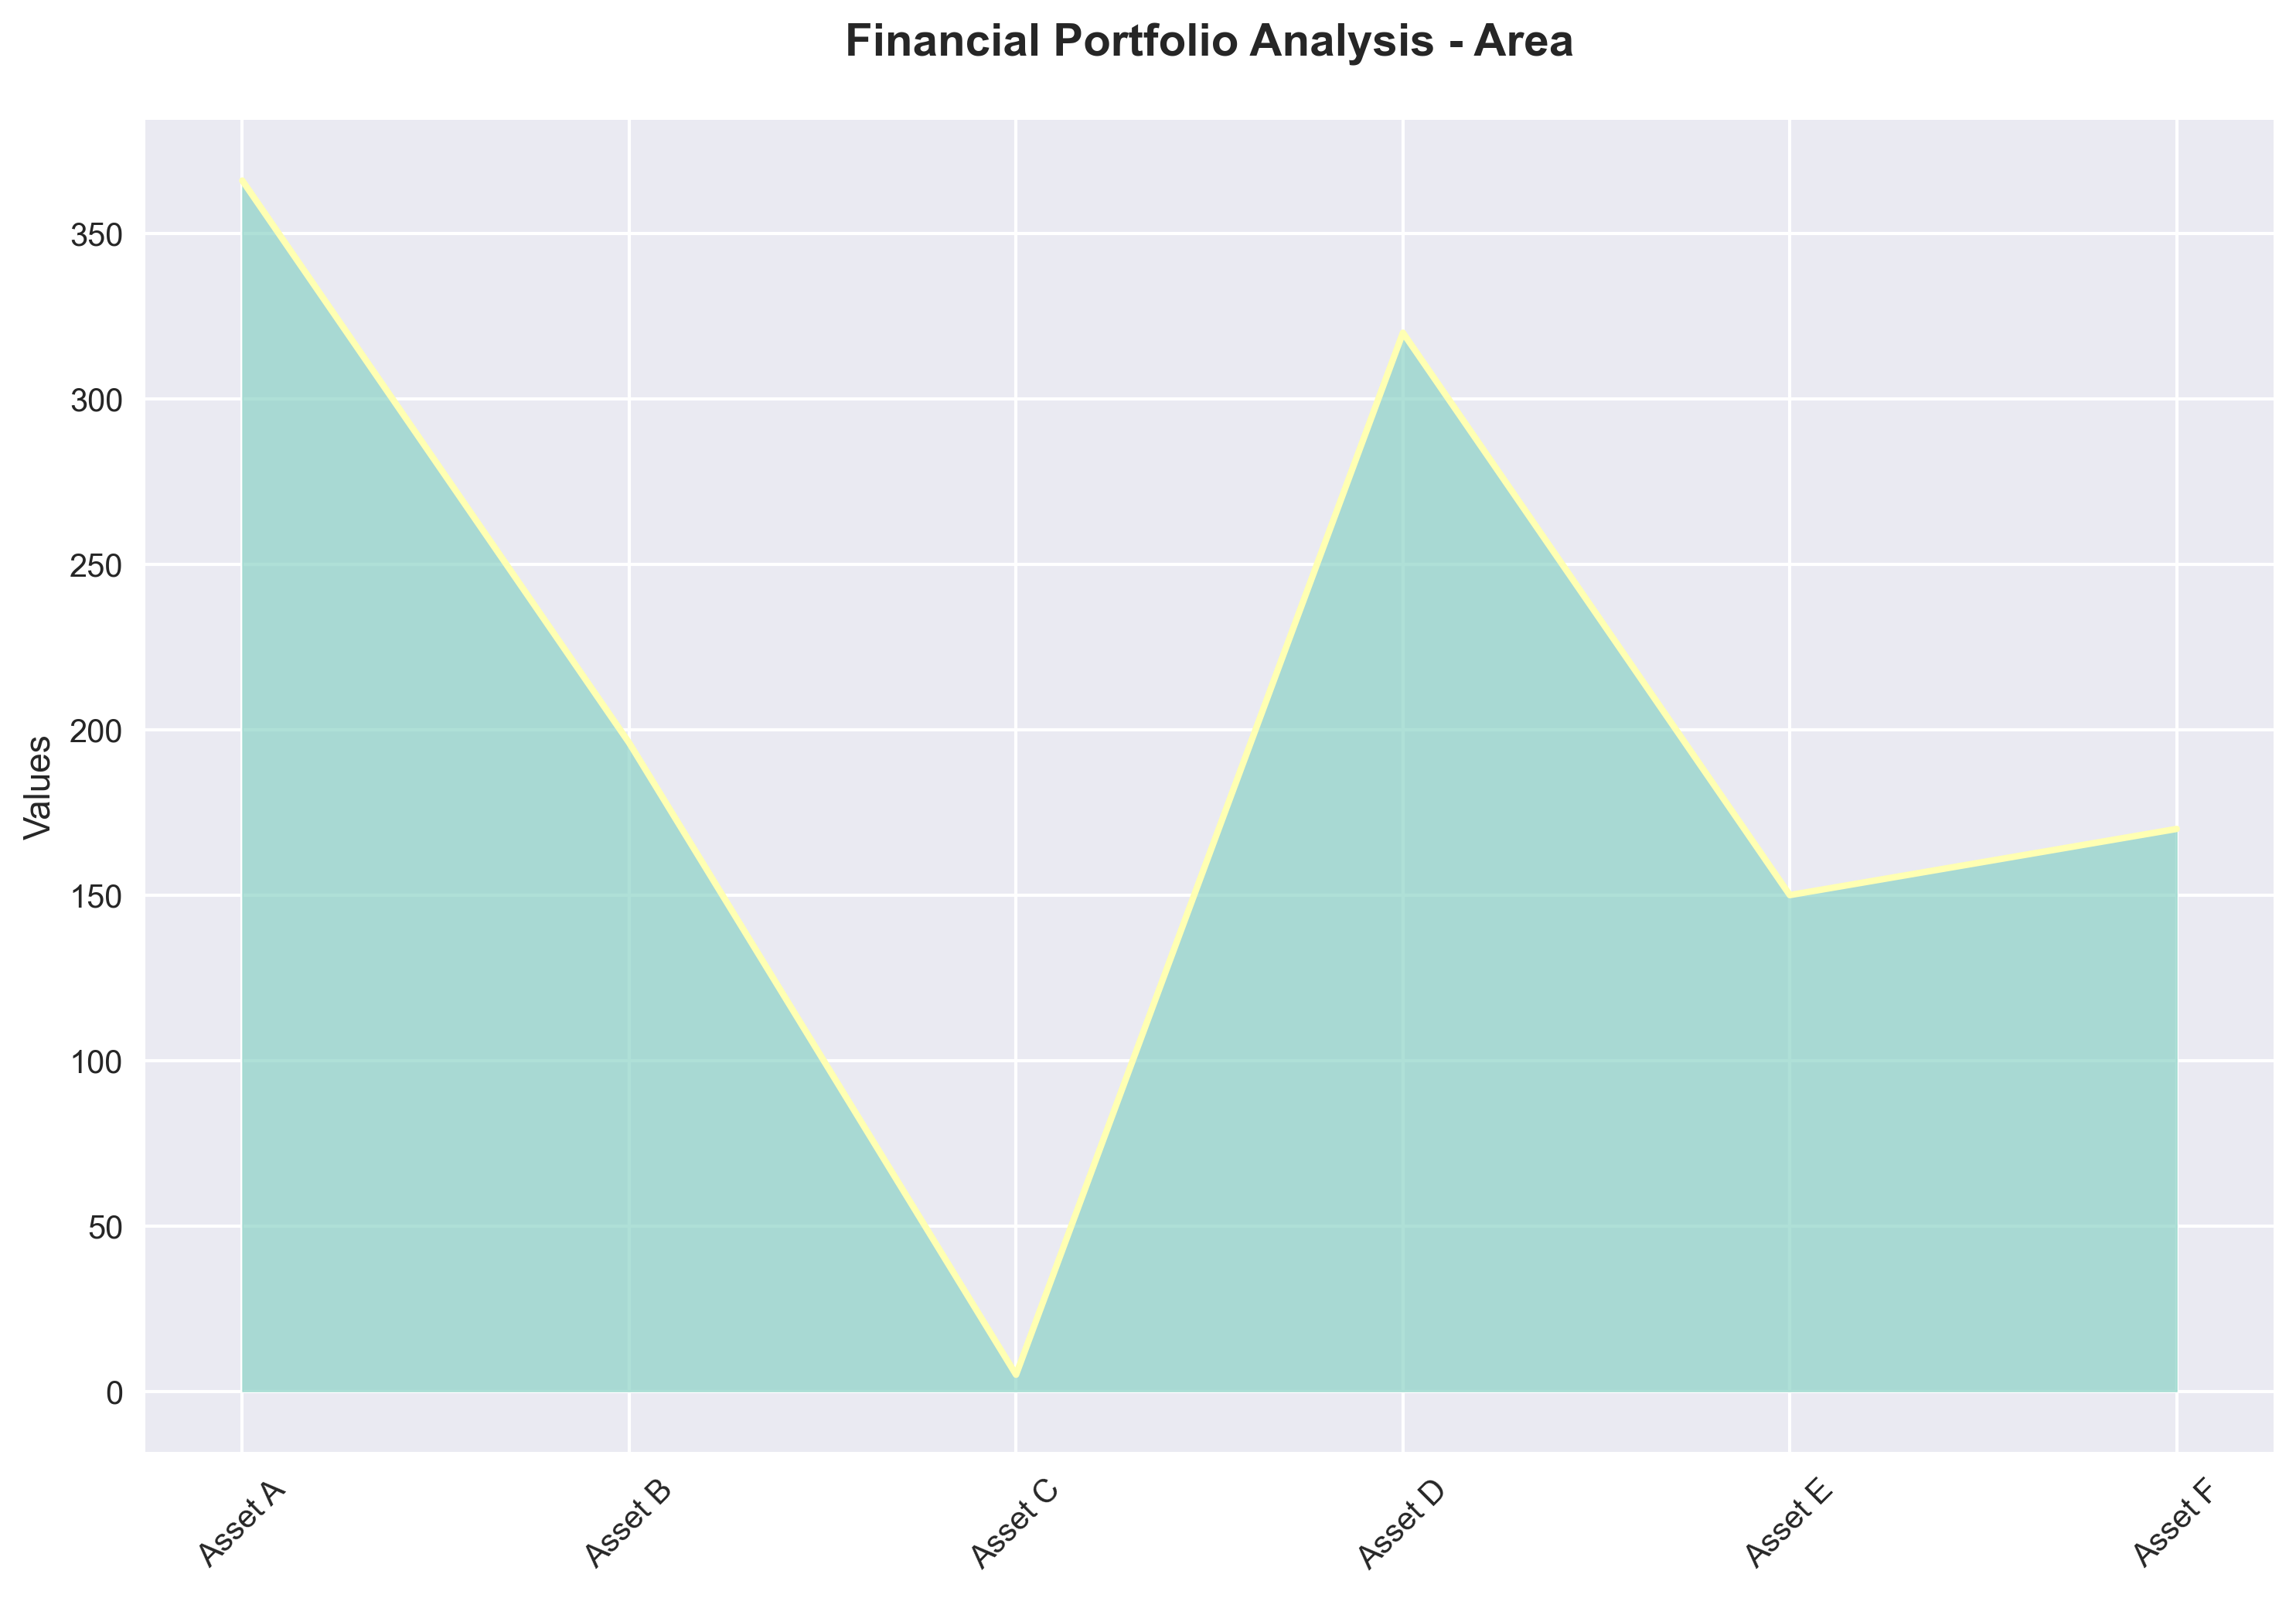 Financial Portfolio Analysis - Area
Values
350
300
250
200
150
100
50
0
Asset A
Asset B
Asset C
Asset D
Asset E
Asset F